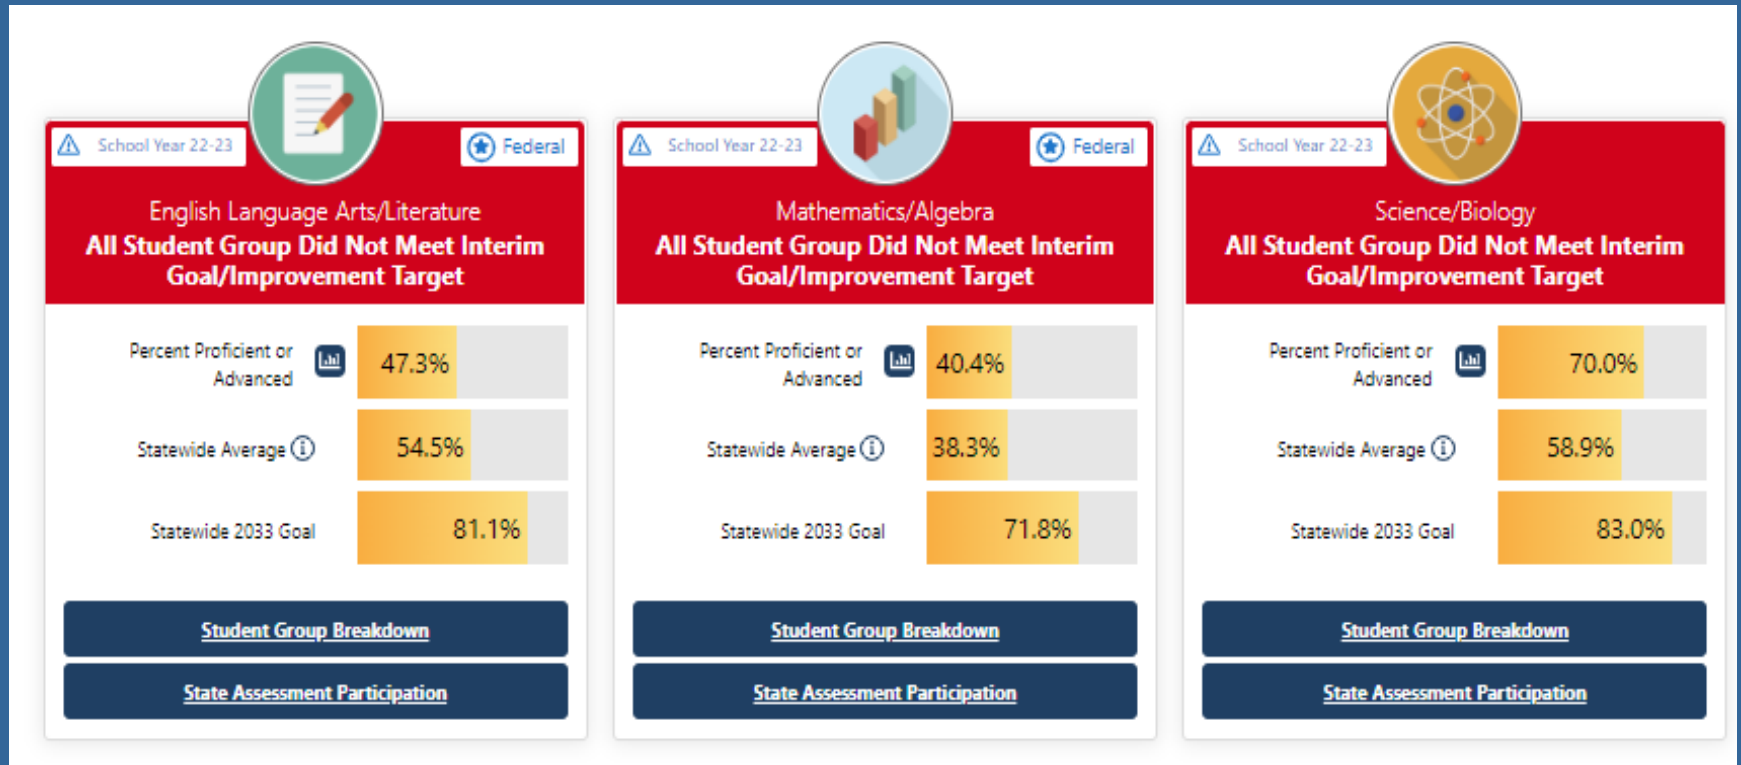 School Year 22-23
Federal
English Language Arts/Literature
All Student Group Did Not Meet Interim
Goal/Improvement Target
Percent Proficient or
Advanced
47.3%
Statewide Average
54.5%
Statewide 2033 Goal
81.1%
Student Group Breakdown
State Assessment Participation
School Year 22-23
Federal
Mathematics/Algebra
All Student Group Did Not Meet Interim
Goal/Improvement Target
Percent Proficient or
Advanced
40.4%
Statewide Average
38.3%
Statewide 2033 Goal
71.8%
Student Group Breakdown
State Assessment Participation
School Year 22-23
Science/Biology
All Student Group Did Not Meet Interim
Goal/Improvement Target
Percent Proficient or
Advanced
70.0%
Statewide Average
58.9%
Statewide 2033 Goal
83.0%
Student Group Breakdown
State Assessment Participation